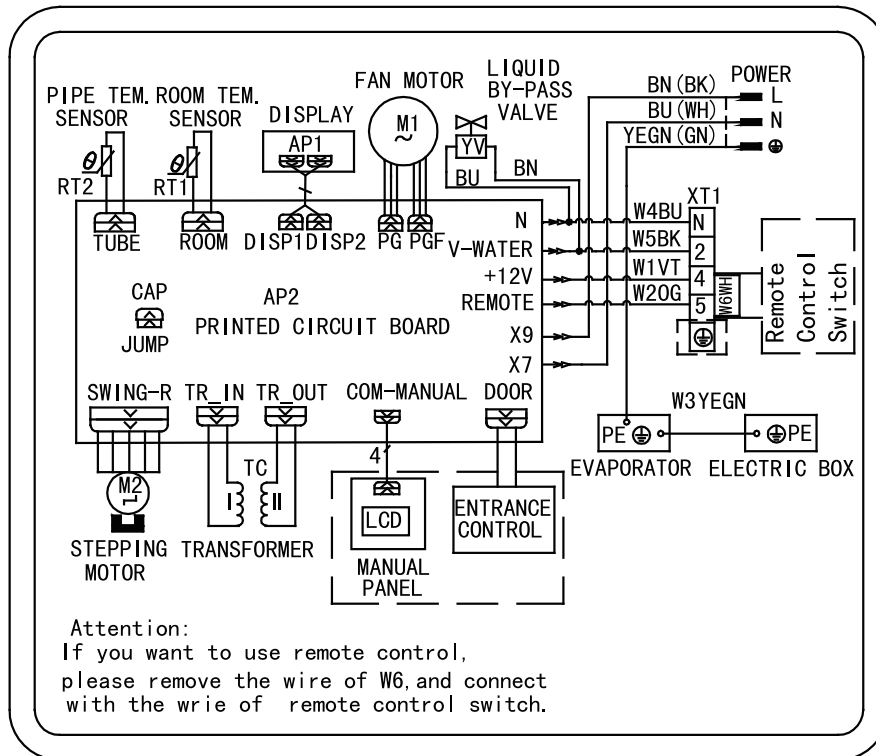 PIPE TEM. SENSOR
ROOM TEM. SENSOR
DISPLAY
FAN MOTOR
LIQUID
BY-PASS
VALVE
POWER
BN(BK)
L
BU(WH)
N
YEGN(GN)
AP1
M1
~
YV
BN
BU
θ
RT2
θ
RT1
XT1
TUBE
ROOM
DISP1
DISP2
PG
PGF
N
W4BU
N
V-WATER
W5BK
2
+12V
W1VT
4
REMOTE
W2OG
5
W6WH
Remote
Control
Switch
X9
X7
CAP
JUMP
AP2
PRINTED CIRCUIT BOARD
SWING-R
TR_IN
TR_OUT
COM-MANUAL
DOOR
W3YEGN
PE
PE
EVAPORATOR
ELECTRIC BOX
4
M2
TC
I
II
LCD
ENTRANCE
CONTROL
STEPPING
MOTOR
TRANSFORMER
MANUAL
PANEL
Attention:
If you want to use remote control,
please remove the wire of W6, and connect
with the wrie of remote control switch.